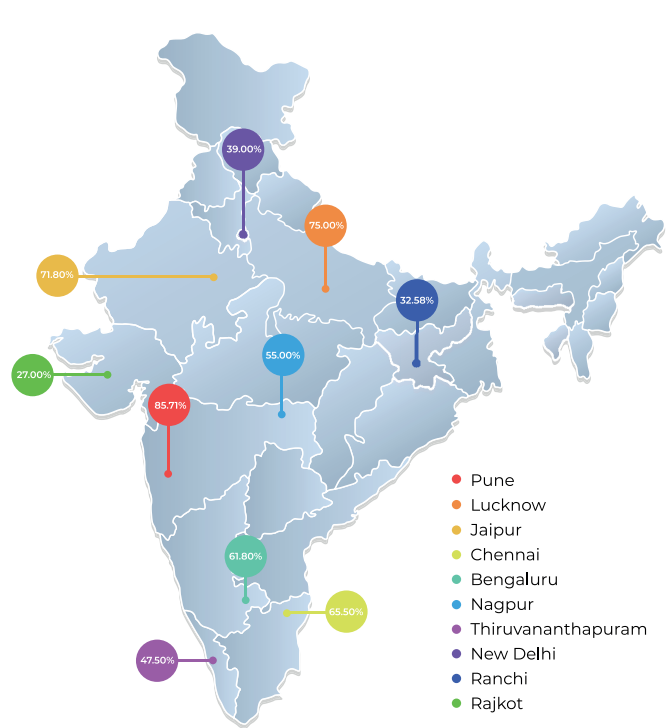 39.00%
75.00%
71.80%
32.58%
55.00%
27.00%
85.71%
61.80%
65.50%
47.50%
Pune
Lucknow
Jaipur
Chennai
Bengaluru
Nagpur
Thiruvananthapuram
New Delhi
Ranchi
Rajkot